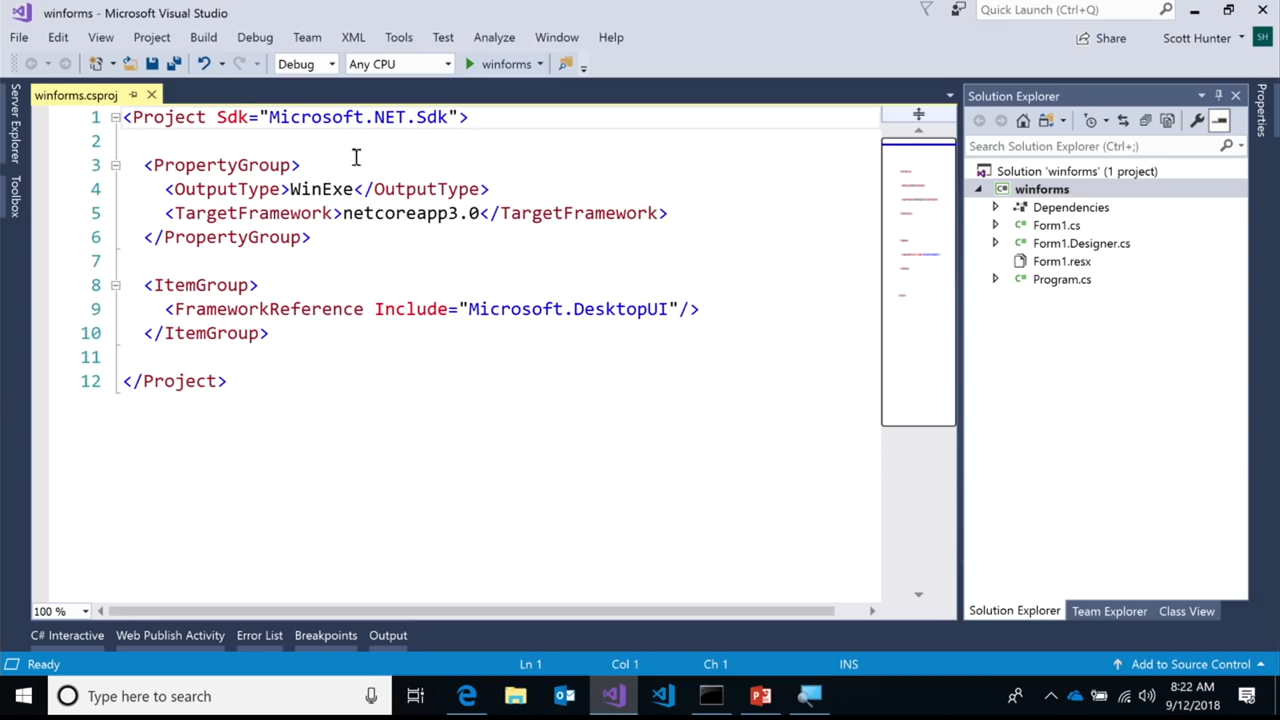 winforms - Microsoft Visual Studio
Quick Launch (Ctrl+Q)
File Edit View Project Build Debug Team XML Tools Test Analyze Window Help
Share
Scott Hunter
SH
Debug
Any CPU
winforms
Server Explorer
Toolbox
winforms.csproj
1 <Project Sdk="Microsoft.NET.Sdk">
2
3 <PropertyGroup>
4 <OutputType>WinExe</OutputType>
5 <TargetFramework>netcoreapp3.0</TargetFramework>
6 </PropertyGroup>
7
8 <ItemGroup>
9 <FrameworkReference Include="Microsoft.DesktopUI"/>
10 </ItemGroup>
11
12 </Project>
100 %
Solution Explorer
Search Solution Explorer (Ctrl+;)
Solution 'winforms' (1 project)
winforms
Dependencies
Form1.cs
Form1.Designer.cs
Form1.resx
Program.cs
Solution Explorer Team Explorer Class View
Properties
C# Interactive Web Publish Activity Error List Breakpoints Output
Ready
Ln 1 Col 1 Ch 1 INS
Add to Source Control
Type here to search
8:22 AM
9/12/2018